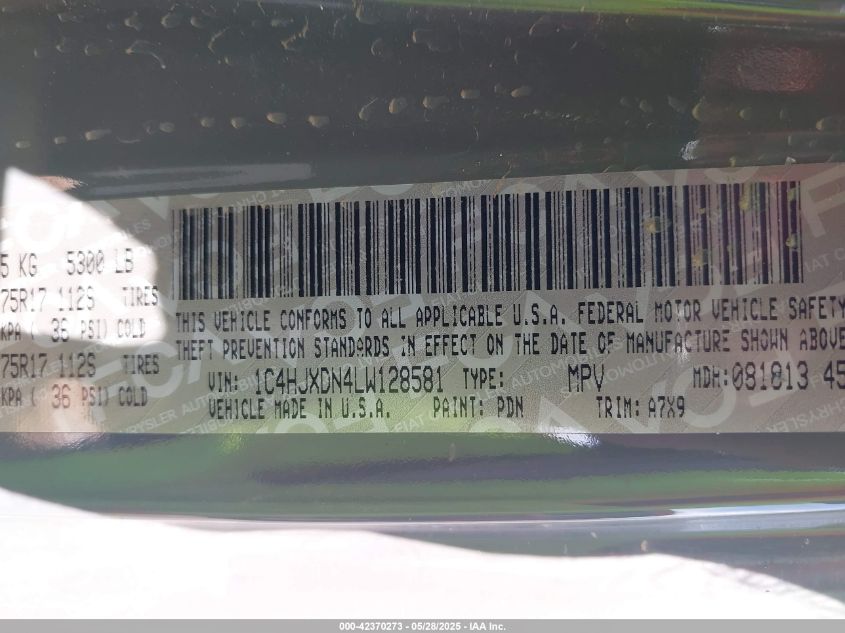 5 KG 5300 LB
75R17 112S TIRES
KPA ( 36 PSI) COLD
75R17 112S TIRES
KPA ( 36 PSI) COLD
THIS VEHICLE CONFORMS TO ALL APPLICABLE U.S.A. FEDERAL MOTOR VEHICLE SAFETY
THEFT PREVENTION STANDARDS IN EFFECT ON THE DATE OF MANUFACTURE SHOWN ABOVE
VIN: 1C4HJXDN4LW128581 TYPE: MPV MDH: 081813 45
VEHICLE MADE IN U.S.A. PAINT: PDN TRIM: A7X9
000-42370273 | 05/28/2025 - IAA Inc.